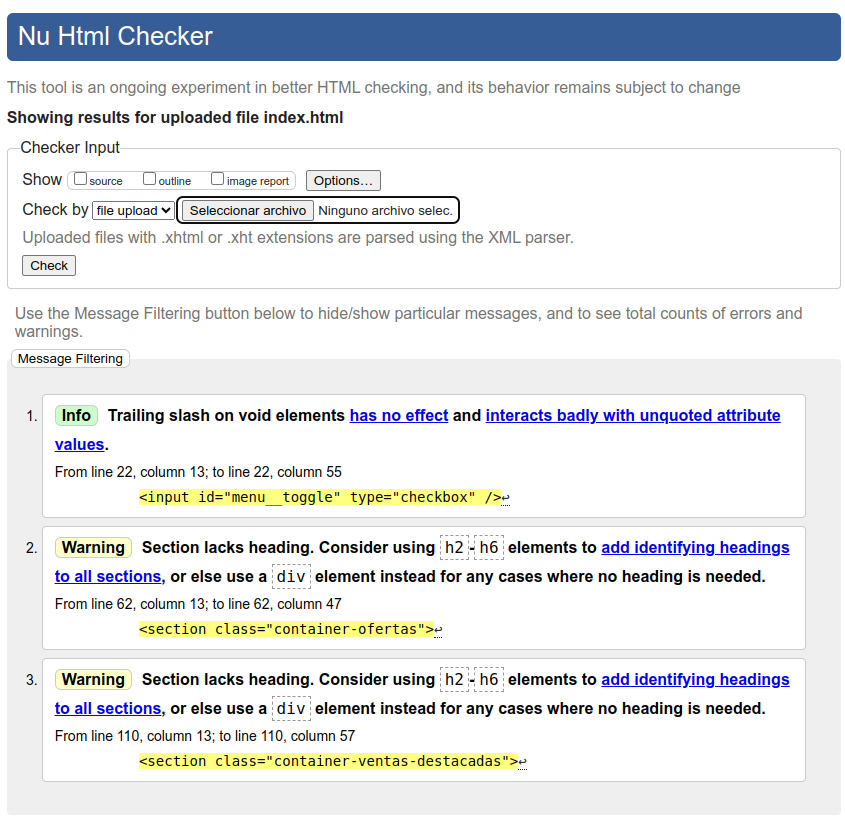 Nu Html Checker
This tool is an ongoing experiment in better HTML checking, and its behavior remains subject to change
Showing results for uploaded file index.html
Checker Input
Show source outline image report Options…
Check by file upload Seleccionar archivo Ninguno archivo selec.
Uploaded files with .xhtml or .xht extensions are parsed using the XML parser.
Check
Use the Message Filtering button below to hide/show particular messages, and to see total counts of errors and
warnings.
Message Filtering
1. Info Trailing slash on void elements has no effect and interacts badly with unquoted attribute
values.
From line 22, column 13; to line 22, column 55
<input id="menu__toggle" type="checkbox" />↩
2. Warning Section lacks heading. Consider using h2-h6 elements to add identifying headings
to all sections, or else use a div element instead for any cases where no heading is needed.
From line 62, column 13; to line 62, column 47
<section class="container-ofertas">↩
3. Warning Section lacks heading. Consider using h2-h6 elements to add identifying headings
to all sections, or else use a div element instead for any cases where no heading is needed.
From line 110, column 13; to line 110, column 57
<section class="container-ventas-destacadas">↩